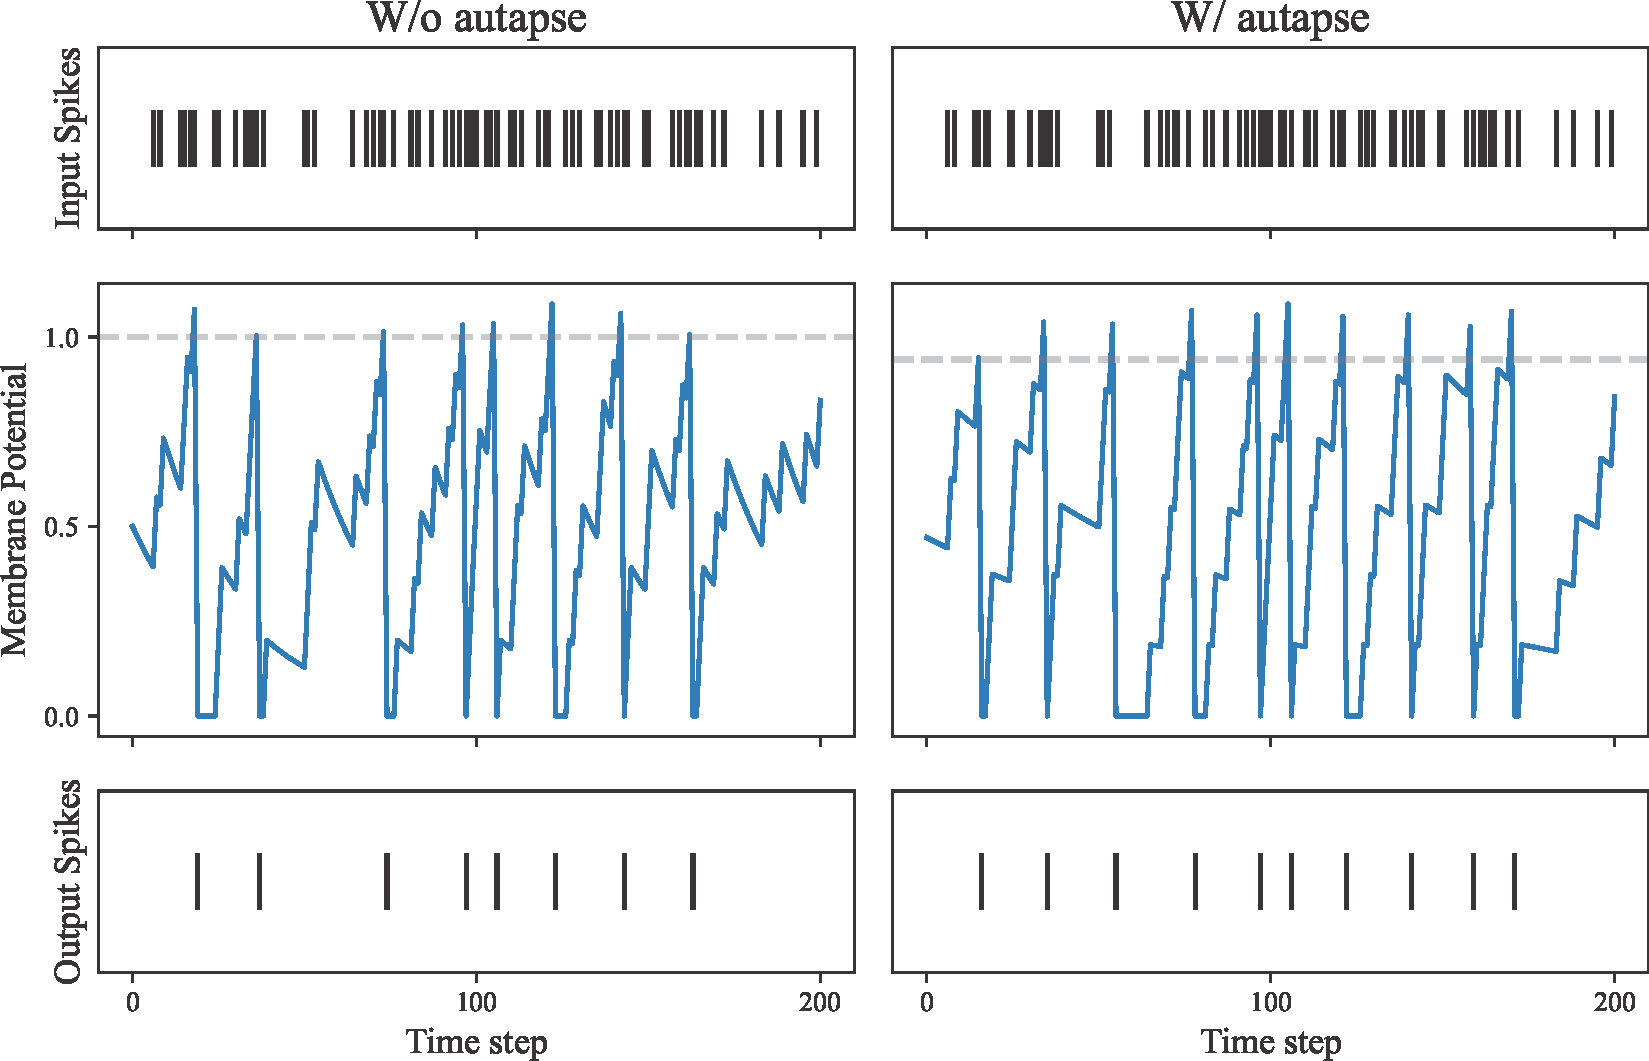 W/o autapse
W/ autapse
Input Spikes
Membrane Potential
1.0
0.5
0.0
Output Spikes
0
100
200
0
100
200
Time step
Time step